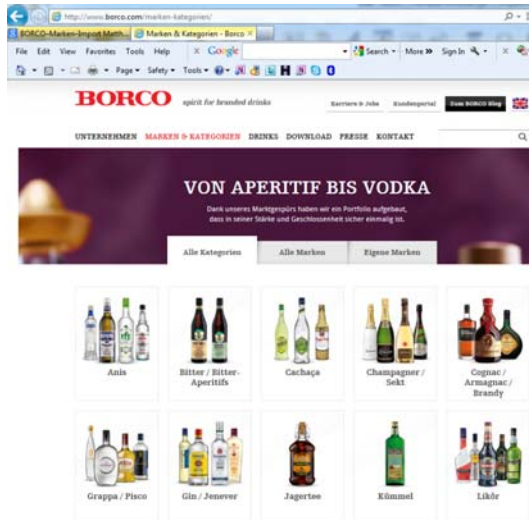 http://www.borco.com/marken-kategorien/
BORCO-Marken-Import Matth...
Marken & Kategorien - Borco
File Edit View Favorites Tools Help
Google
Search
More
Sign In
Page
Safety
Tools
BORCO
spirit for branded drinks
Karriere & Jobs
Kundenportal
Zum BORCO Blog
UNTERNEHMEN MARKEN & KATEGORIEN DRINKS DOWNLOAD PRESSE KONTAKT
VON APERITIF BIS VODKA
Dank unseres Marktgespürs haben wir ein Portfolio aufgebaut,
dass in seiner Stärke und Geschlossenheit sicher einmalig ist.
Alle Kategorien
Alle Marken
Eigene Marken
Anis
Bitter / Bitter-
Aperitifs
Cachaça
Champagner /
Sekt
Cognac /
Armagnac /
Brandy
Grappa / Pisco
Gin / Jenever
Jagertee
Kümmel
Likör